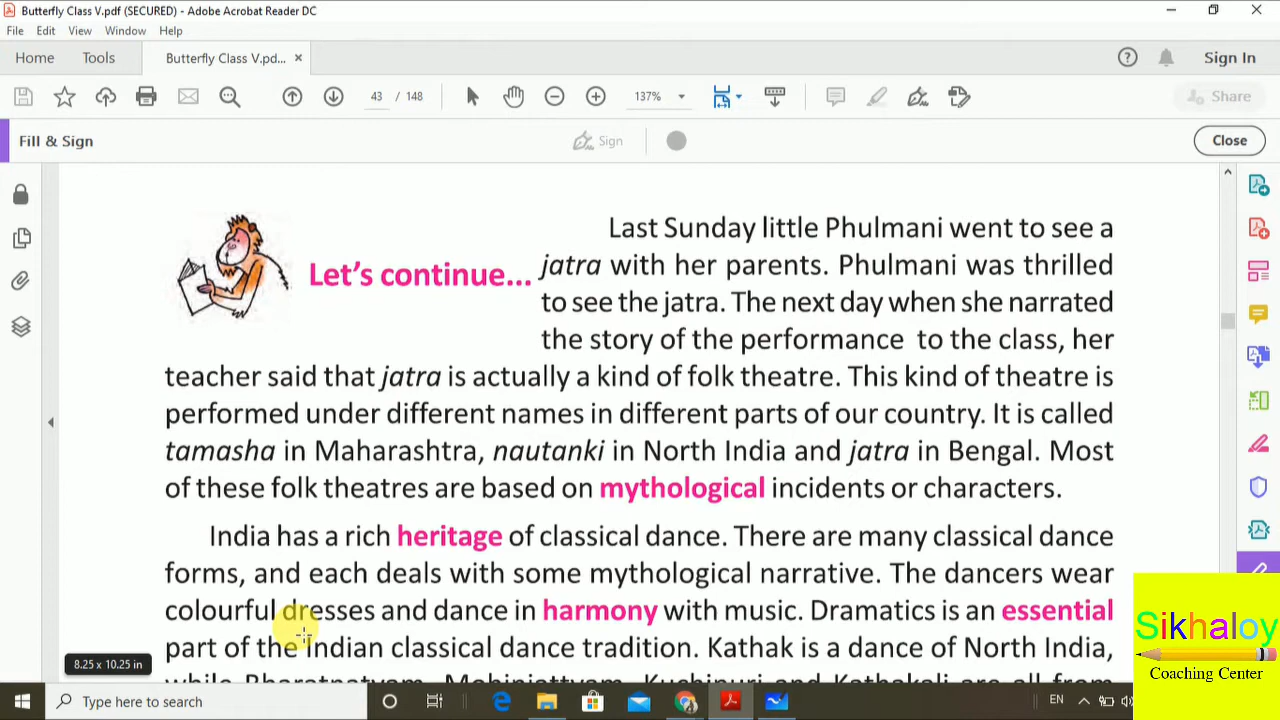 Butterfly Class V.pdf (SECURED) - Adobe Acrobat Reader DC
File Edit View Window Help
Home Tools Butterfly Class V.pd... × Sign In
43 / 148 137% Share
Fill & Sign Sign Close
Last Sunday little Phulmani went to see a
Let's continue... jatra with her parents. Phulmani was thrilled
to see the jatra. The next day when she narrated
the story of the performance to the class, her
teacher said that jatra is actually a kind of folk theatre. This kind of theatre is
performed under different names in different parts of our country. It is called
tamasha in Maharashtra, nautanki in North India and jatra in Bengal. Most
of these folk theatres are based on mythological incidents or characters.
India has a rich heritage of classical dance. There are many classical dance
forms, and each deals with some mythological narrative. The dancers wear
colourful dresses and dance in harmony with music. Dramatics is an essential
part of the Indian classical dance tradition. Kathak is a dance of North India,
while Bharatnatyam, Mohiniattyam, Kuchipuri and Kathakali are all from
8.25 x 10.25 in
Sikhaloy
Coaching Center
Type here to search
EN